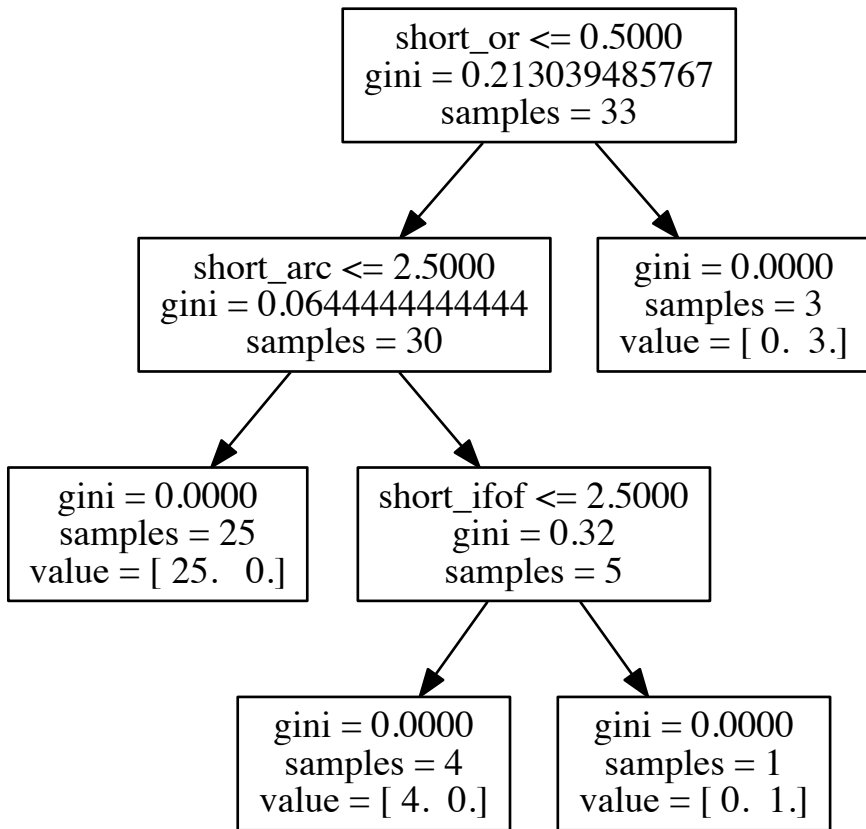 short_or <= 0.5000
gini = 0.213039485767
samples = 33
short_arc <= 2.5000
gini = 0.0644444444444
samples = 30
gini = 0.0000
samples = 3
value = [ 0.  3.]
gini = 0.0000
samples = 25
value = [ 25.   0.]
short_ifof <= 2.5000
gini = 0.32
samples = 5
gini = 0.0000
samples = 4
value = [ 4.  0.]
gini = 0.0000
samples = 1
value = [ 0.  1.]